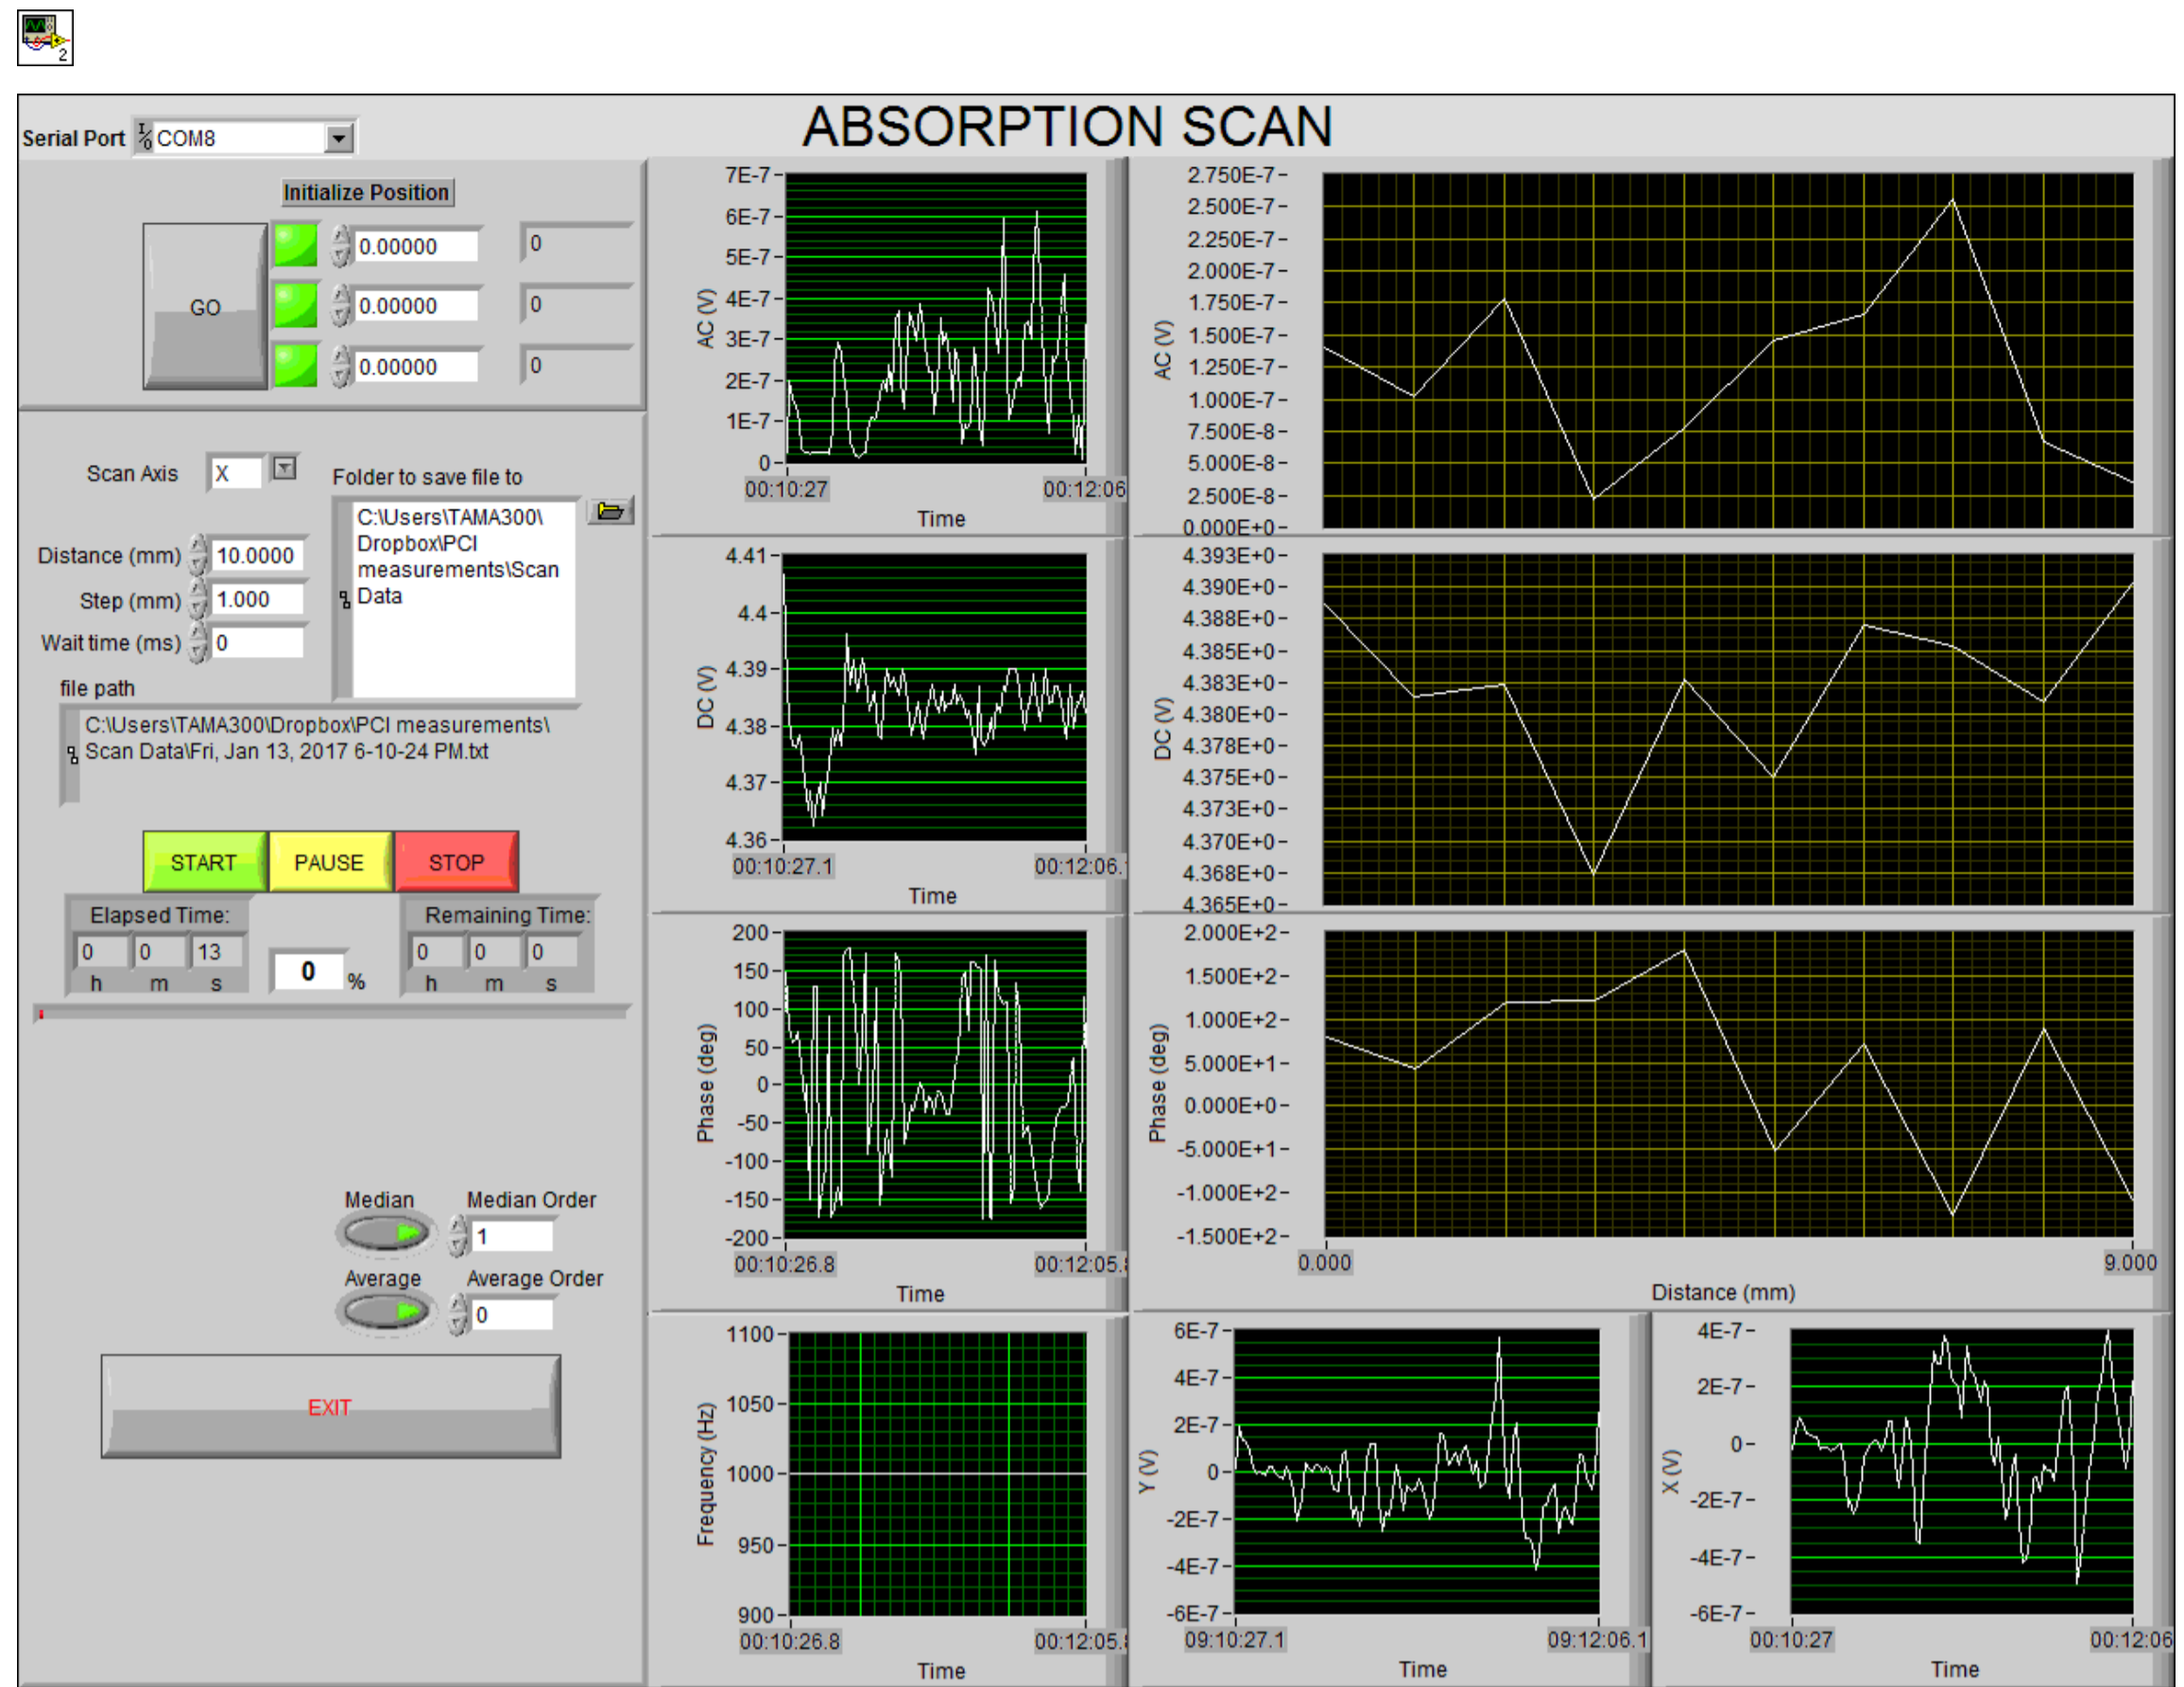 2
ABSORPTION SCAN
Serial Port COM8
Initialize Position
GO
0.00000 0
0.00000 0
0.00000 0
Scan Axis X
Folder to save file to
C:\Users\TAMA300\
Dropbox\PCI
measurements\Scan
Data
Distance (mm) 10.0000
Step (mm) 1.000
Wait time (ms) 0
file path
C:\Users\TAMA300\Dropbox\PCI measurements\
Scan Data\Fri, Jan 13, 2017 6-10-24 PM.txt
START PAUSE STOP
Elapsed Time:
0 0 13
h m s
0 %
Remaining Time:
0 0 0
h m s
Median Median Order
1
Average Average Order
0
EXIT
AC (V)
7E-7
6E-7
5E-7
4E-7
3E-7
2E-7
1E-7
0
00:10:27 00:12:06
Time
DC (V)
4.41
4.4
4.39
4.38
4.37
4.36
00:10:27.1 00:12:06.
Time
Phase (deg)
200
150
100
50
0
-50
-100
-150
-200
00:10:26.8 00:12:05.
Time
Frequency (Hz)
1100
1050
1000
950
900
00:10:26.8 00:12:05.
Time
AC (V)
2.750E-7
2.500E-7
2.250E-7
2.000E-7
1.750E-7
1.500E-7
1.250E-7
1.000E-7
7.500E-8
5.000E-8
2.500E-8
0.000E+0
DC (V)
4.393E+0
4.390E+0
4.388E+0
4.385E+0
4.383E+0
4.380E+0
4.378E+0
4.375E+0
4.373E+0
4.370E+0
4.368E+0
4.365E+0
Phase (deg)
2.000E+2
1.500E+2
1.000E+2
5.000E+1
0.000E+0
-5.000E+1
-1.000E+2
-1.500E+2
0.000 9.000
Distance (mm)
Y (V)
6E-7
4E-7
2E-7
0
-2E-7
-4E-7
-6E-7
09:10:27.1 09:12:06.1
Time
X (V)
4E-7
2E-7
0
-2E-7
-4E-7
-6E-7
00:10:27 00:12:06
Time